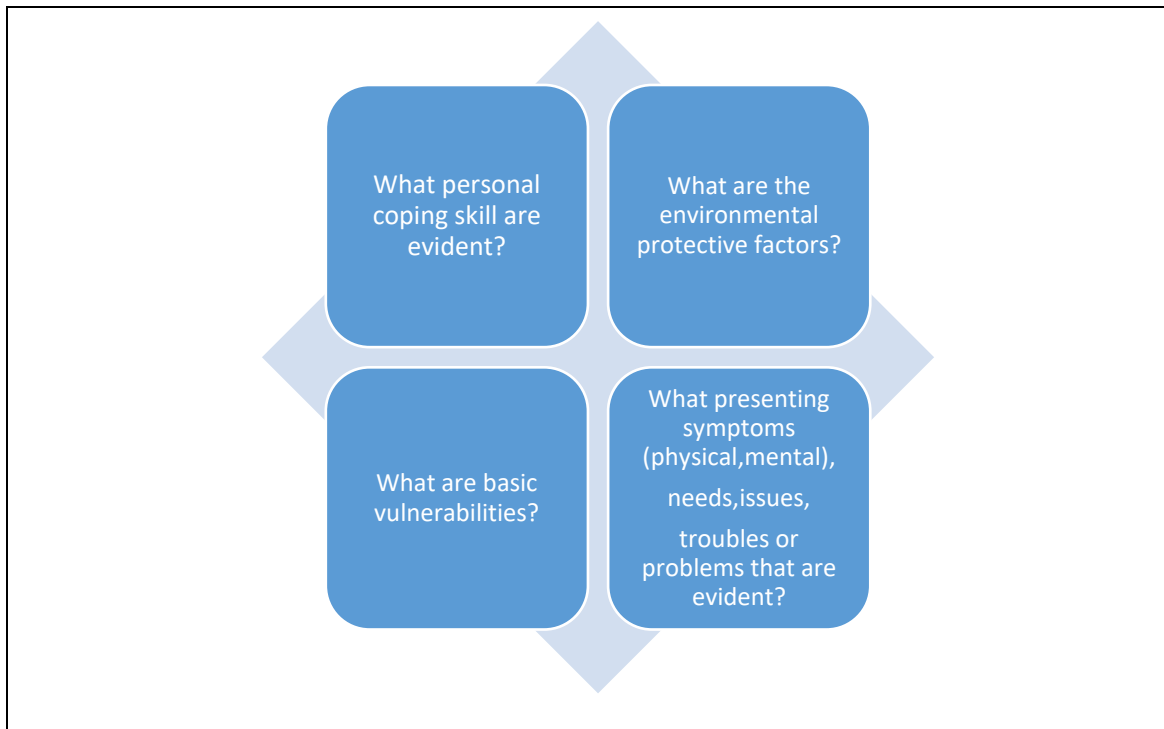 What personal
coping skill are
evident?
What are the
environmental
protective factors?
What are basic
vulnerabilities?
What presenting
symptoms
(physical,mental),
needs,issues,
troubles or
problems that are
evident?